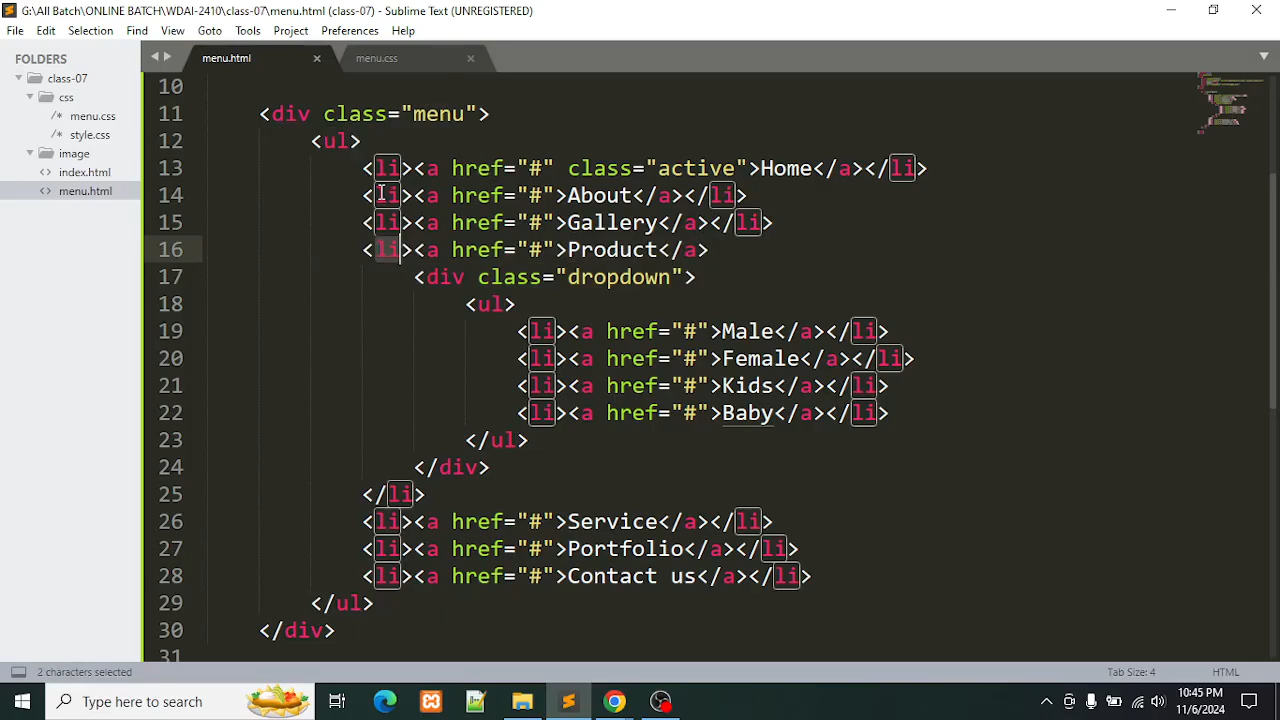 G:\All Batch\ONLINE BATCH\WDAI-2410\class-07\menu.html (class-07) - Sublime Text (UNREGISTERED)
File Edit Selection Find View Goto Tools Project Preferences Help
FOLDERS
class-07
css
menu.css
style.css
image
index.html
menu.html
menu.html menu.css
10
11 <div class="menu">
12 <ul>
13 <li><a href="#" class="active">Home</a></li>
14 <li><a href="#">About</a></li>
15 <li><a href="#">Gallery</a></li>
16 <li><a href="#">Product</a>
17 <div class="dropdown">
18 <ul>
19 <li><a href="#">Male</a></li>
20 <li><a href="#">Female</a></li>
21 <li><a href="#">Kids</a></li>
22 <li><a href="#">Baby</a></li>
23 </ul>
24 </div>
25 </li>
26 <li><a href="#">Service</a></li>
27 <li><a href="#">Portfolio</a></li>
28 <li><a href="#">Contact us</a></li>
29 </ul>
30 </div>
31
2 characters selected Tab Size: 4 HTML
Type here to search
10:45 PM
11/6/2024